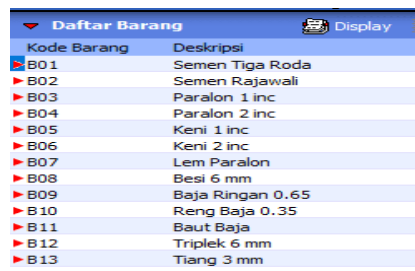 Daftar Barang Display
Kode Barang Deskripsi
B01 Semen Tiga Roda
B02 Semen Rajawali
B03 Paralon 1 inc
B04 Paralon 2 inc
B05 Keni 1 inc
B06 Keni 2 inc
B07 Lem Paralon
B08 Besi 6 mm
B09 Baja Ringan 0.65
B10 Reng Baja 0.35
B11 Baut Baja
B12 Triplek 6 mm
B13 Tiang 3 mm